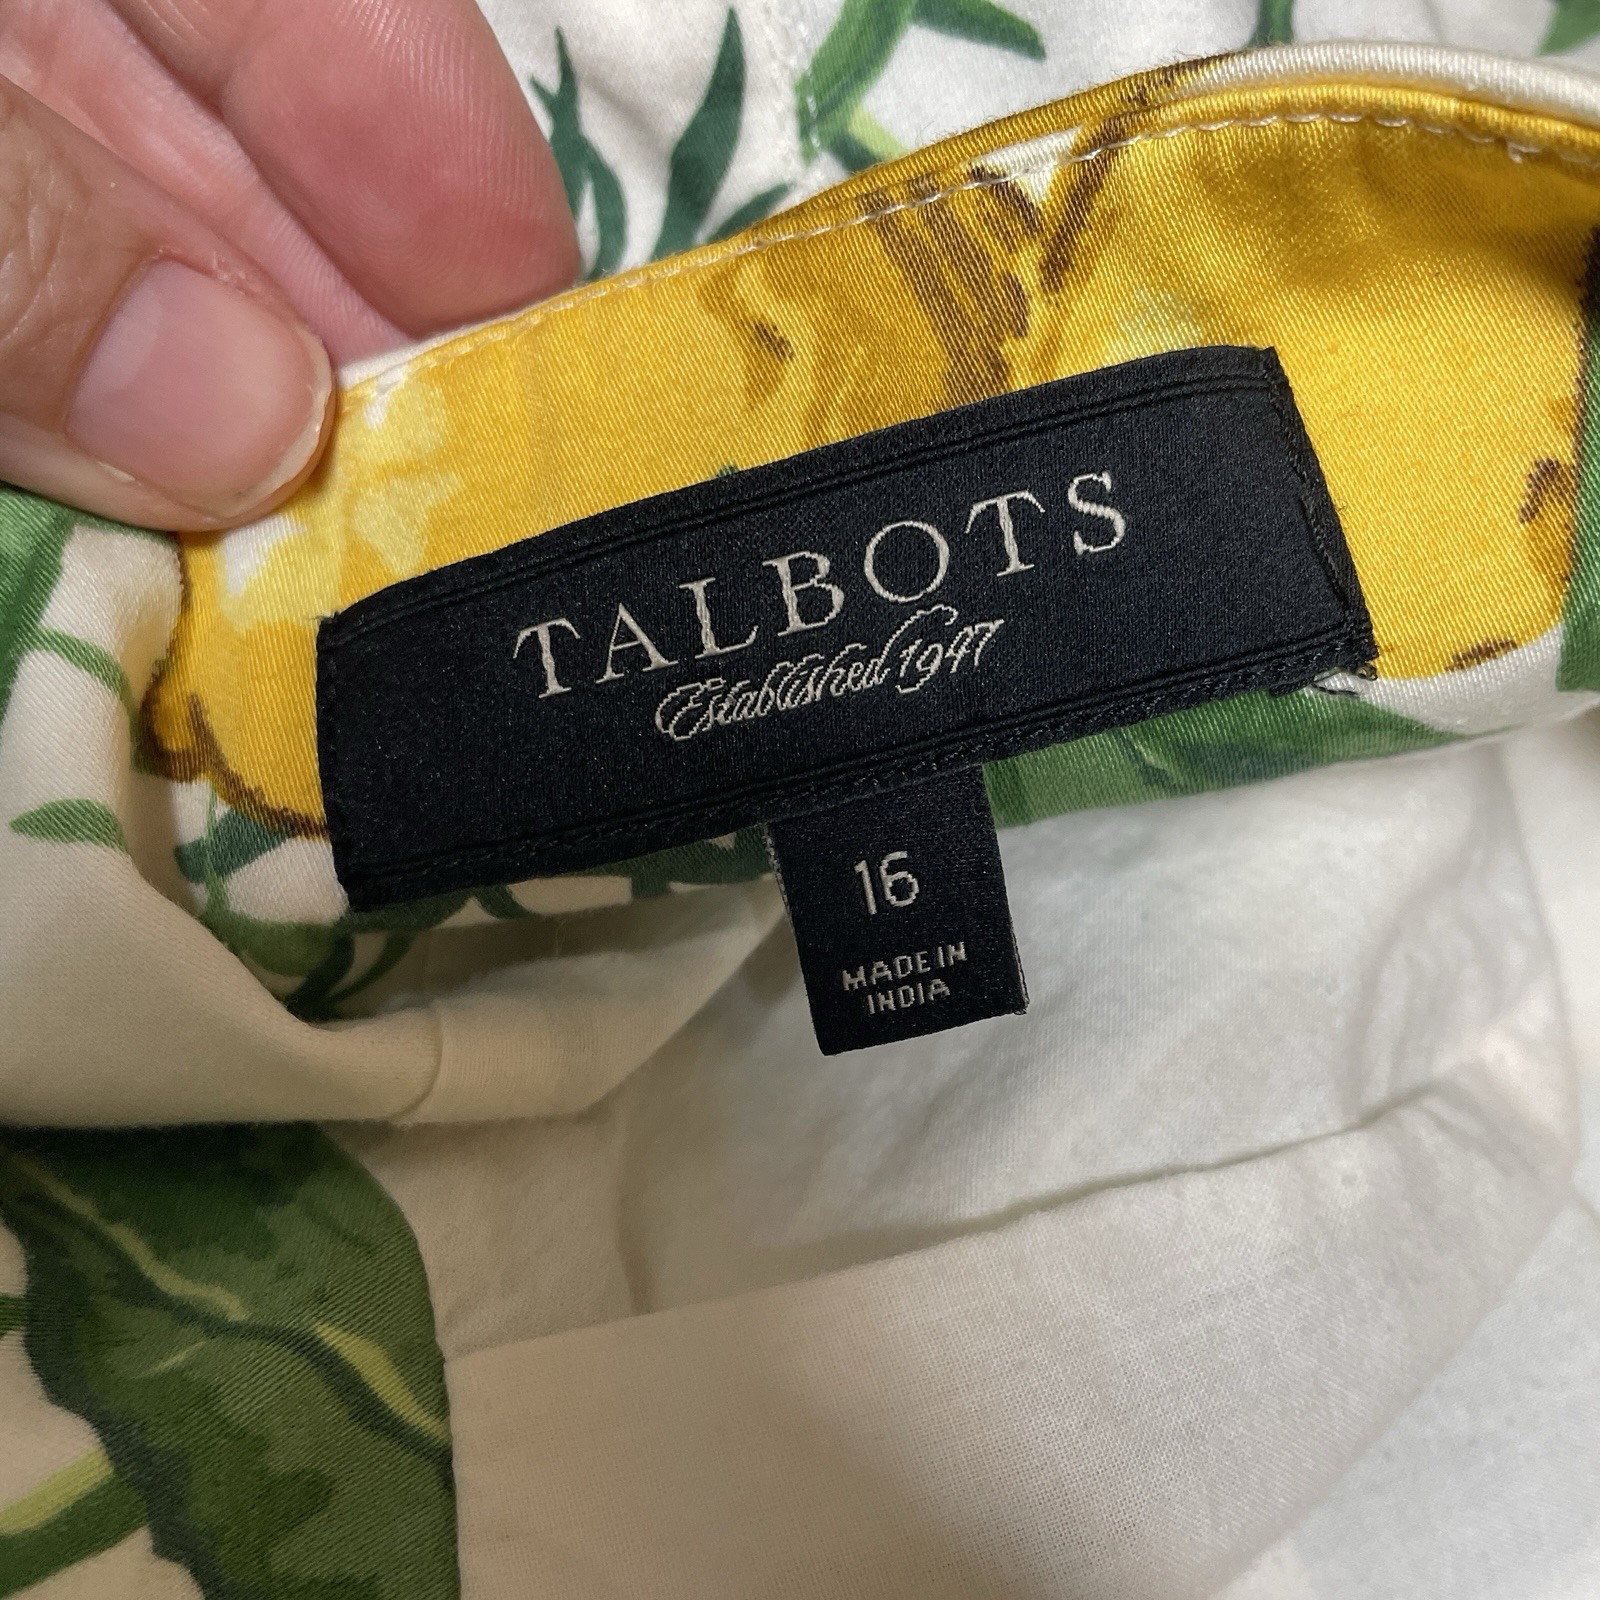 TALBOTS
Established 1947
16
MADE IN
INDIA